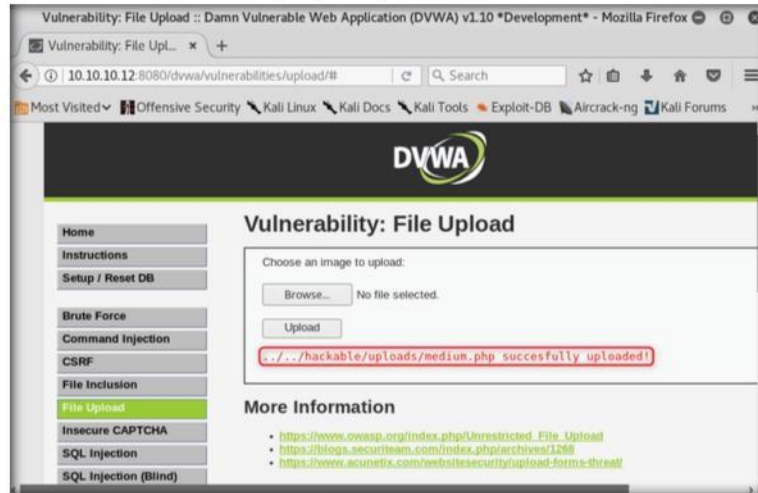 Vulnerability: File Upload :: Damn Vulnerable Web Application (DVWA) v1.10 *Development* - Mozilla Firefox
Vulnerability: File Upl... × +
10.10.10.12:8080/dvwa/vulnerabilities/upload/# Search
Most Visited Offensive Security Kali Linux Kali Docs Kali Tools Exploit-DB Aircrack-ng Kali Forums »
DVWA
Home
Instructions
Setup / Reset DB
Brute Force
Command Injection
CSRF
File Inclusion
File Upload
Insecure CAPTCHA
SQL Injection
SQL Injection (Blind)
Vulnerability: File Upload
Choose an image to upload:
Browse... No file selected.
Upload
../../hackable/uploads/medium.php succesfully uploaded!
More Information
https://www.owasp.org/index.php/Unrestricted_File_Upload
https://blogs.securiteam.com/index.php/archives/1268
https://www.acunetix.com/websitesecurity/upload-forms-threat/